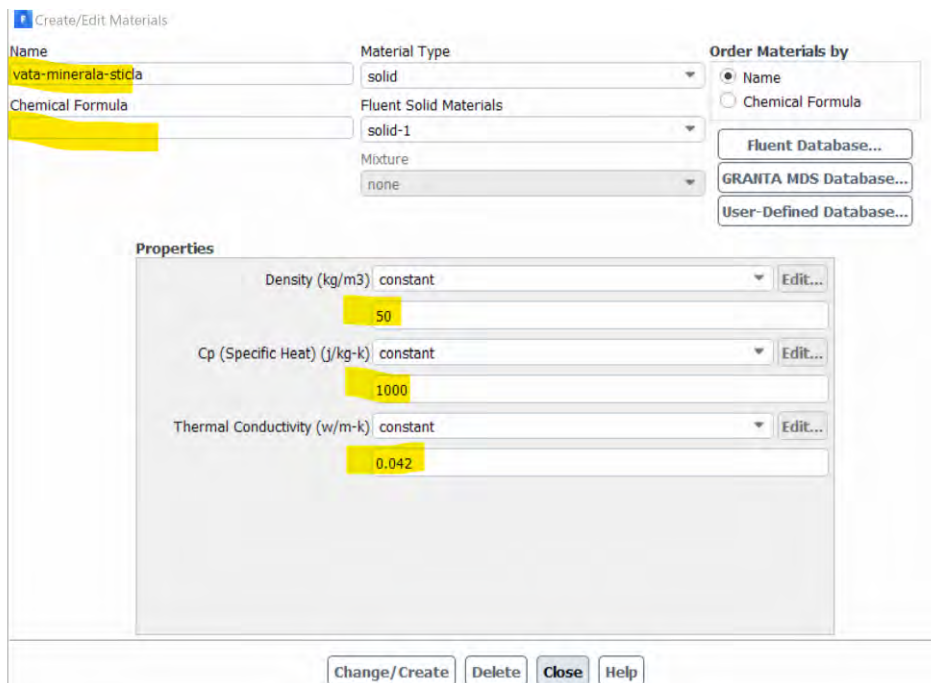 Create/Edit Materials
Name
vata-minerala-sticla
Chemical Formula
Material Type
solid
Fluent Solid Materials
solid-1
Mixture
none
Order Materials by
Name
Chemical Formula
Fluent Database...
GRANTA MDS Database...
User-Defined Database...
Properties
Density (kg/m3) constant Edit...
50
Cp (Specific Heat) (j/kg-k) constant Edit...
1000
Thermal Conductivity (w/m-k) constant Edit...
0.042
Change/Create Delete Close Help